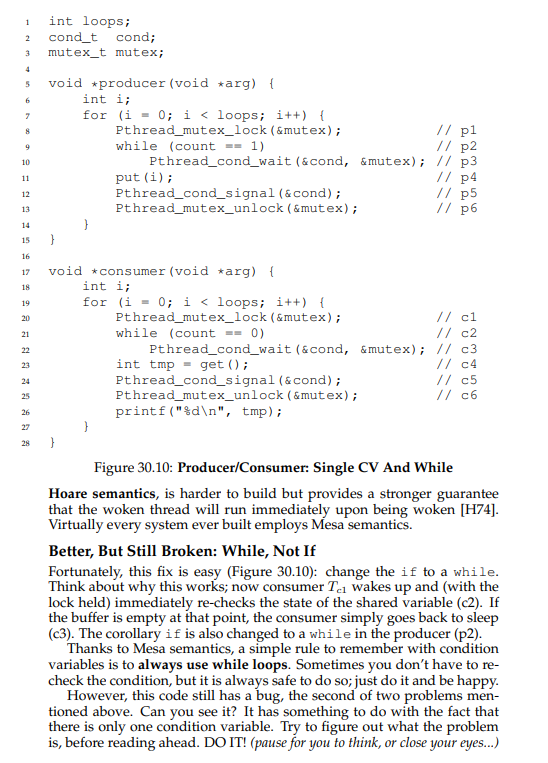 1 int loops;
2 cond_t cond;
3 mutex_t mutex;
4
5 void *producer(void *arg) {
6 int i;
7 for (i = 0; i < loops; i++) {
8 Pthread_mutex_lock(&mutex); // p1
9 while (count == 1) // p2
10 Pthread_cond_wait(&cond, &mutex); // p3
11 put(i); // p4
12 Pthread_cond_signal(&cond); // p5
13 Pthread_mutex_unlock(&mutex); // p6
14 }
15 }
16
17 void *consumer(void *arg) {
18 int i;
19 for (i = 0; i < loops; i++) {
20 Pthread_mutex_lock(&mutex); // c1
21 while (count == 0) // c2
22 Pthread_cond_wait(&cond, &mutex); // c3
23 int tmp = get(); // c4
24 Pthread_cond_signal(&cond); // c5
25 Pthread_mutex_unlock(&mutex); // c6
26 printf("%d\n", tmp);
27 }
28 }
Figure 30.10: Producer/Consumer: Single CV And While
Hoare semantics, is harder to build but provides a stronger guarantee
that the woken thread will run immediately upon being woken [H74].
Virtually every system ever built employs Mesa semantics.
Better, But Still Broken: While, Not If
Fortunately, this fix is easy (Figure 30.10): change the if to a while.
Think about why this works; now consumer Tc1 wakes up and (with the
lock held) immediately re-checks the state of the shared variable (c2). If
the buffer is empty at that point, the consumer simply goes back to sleep
(c3). The corollary if is also changed to a while in the producer (p2).
Thanks to Mesa semantics, a simple rule to remember with condition
variables is to always use while loops. Sometimes you don't have to re-
check the condition, but it is always safe to do so; just do it and be happy.
However, this code still has a bug, the second of two problems men-
tioned above. Can you see it? It has something to do with the fact that
there is only one condition variable. Try to figure out what the problem
is, before reading ahead. DO IT! (pause for you to think, or close your eyes...)